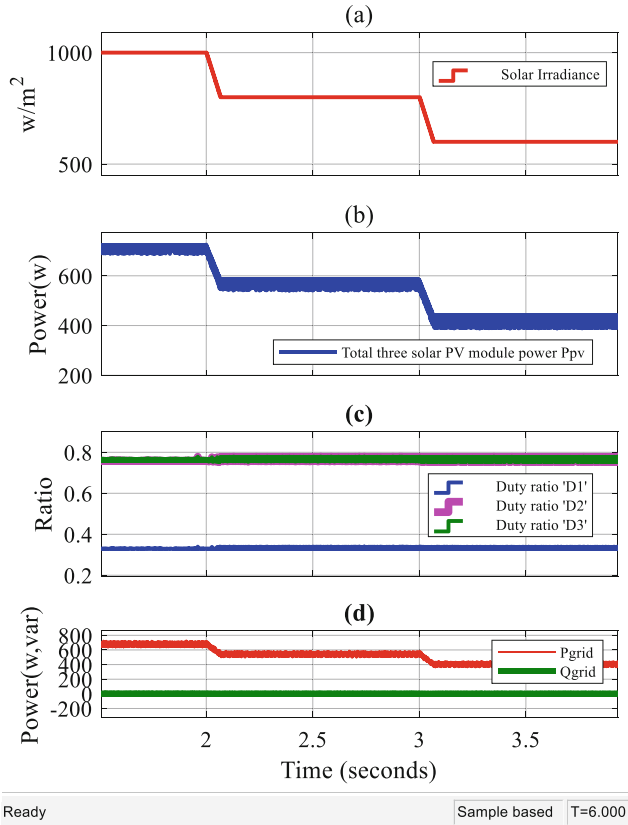 (a)
1000
500
w/m2
Solar Irradiance
(b)
600
400
200
Power(w)
Total three solar PV module power Ppv
(c)
0.8
0.6
0.4
0.2
Ratio
Duty ratio 'D1'
Duty ratio 'D2'
Duty ratio 'D3'
(d)
800
600
400
200
0
-200
Power(w,var)
Pgrid
Qgrid
2 2.5 3 3.5
Time (seconds)
Ready Sample based T=6.000